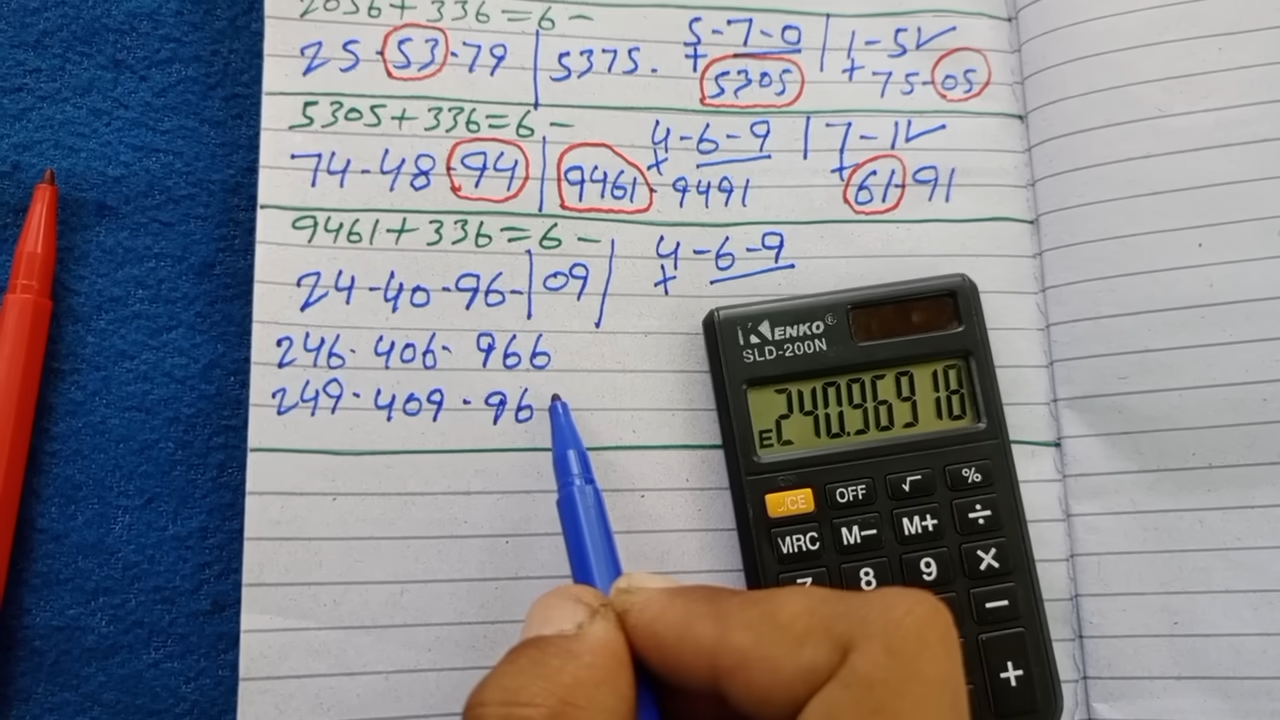 2056+336=6-
5-7-0 | 1-5✓
25-53-79 | 5375. + 5305 + 75-05
5305+336=6-
4-6-9 | 7-1✓
74-48-94 | 9461-9491 + + 61-91
9461+336=6-
4-6-9
24-40-96-|09| +
246. 406. 966
249. 409. 96
KENKO®
SLD-200N
E240.96918
C/CE OFF √ %
MRC M- M+ ÷
7 8 9 ×
-
+